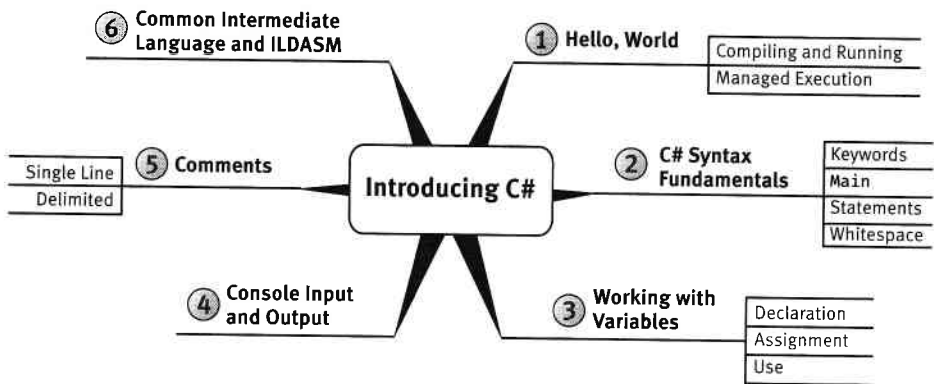 Introducing C#
1 Hello, World
Compiling and Running
Managed Execution
2 C# Syntax
Fundamentals
Keywords
Main
Statements
Whitespace
3 Working with
Variables
Declaration
Assignment
Use
4 Console Input
and Output
5 Comments
Single Line
Delimited
6 Common Intermediate
Language and ILDASM